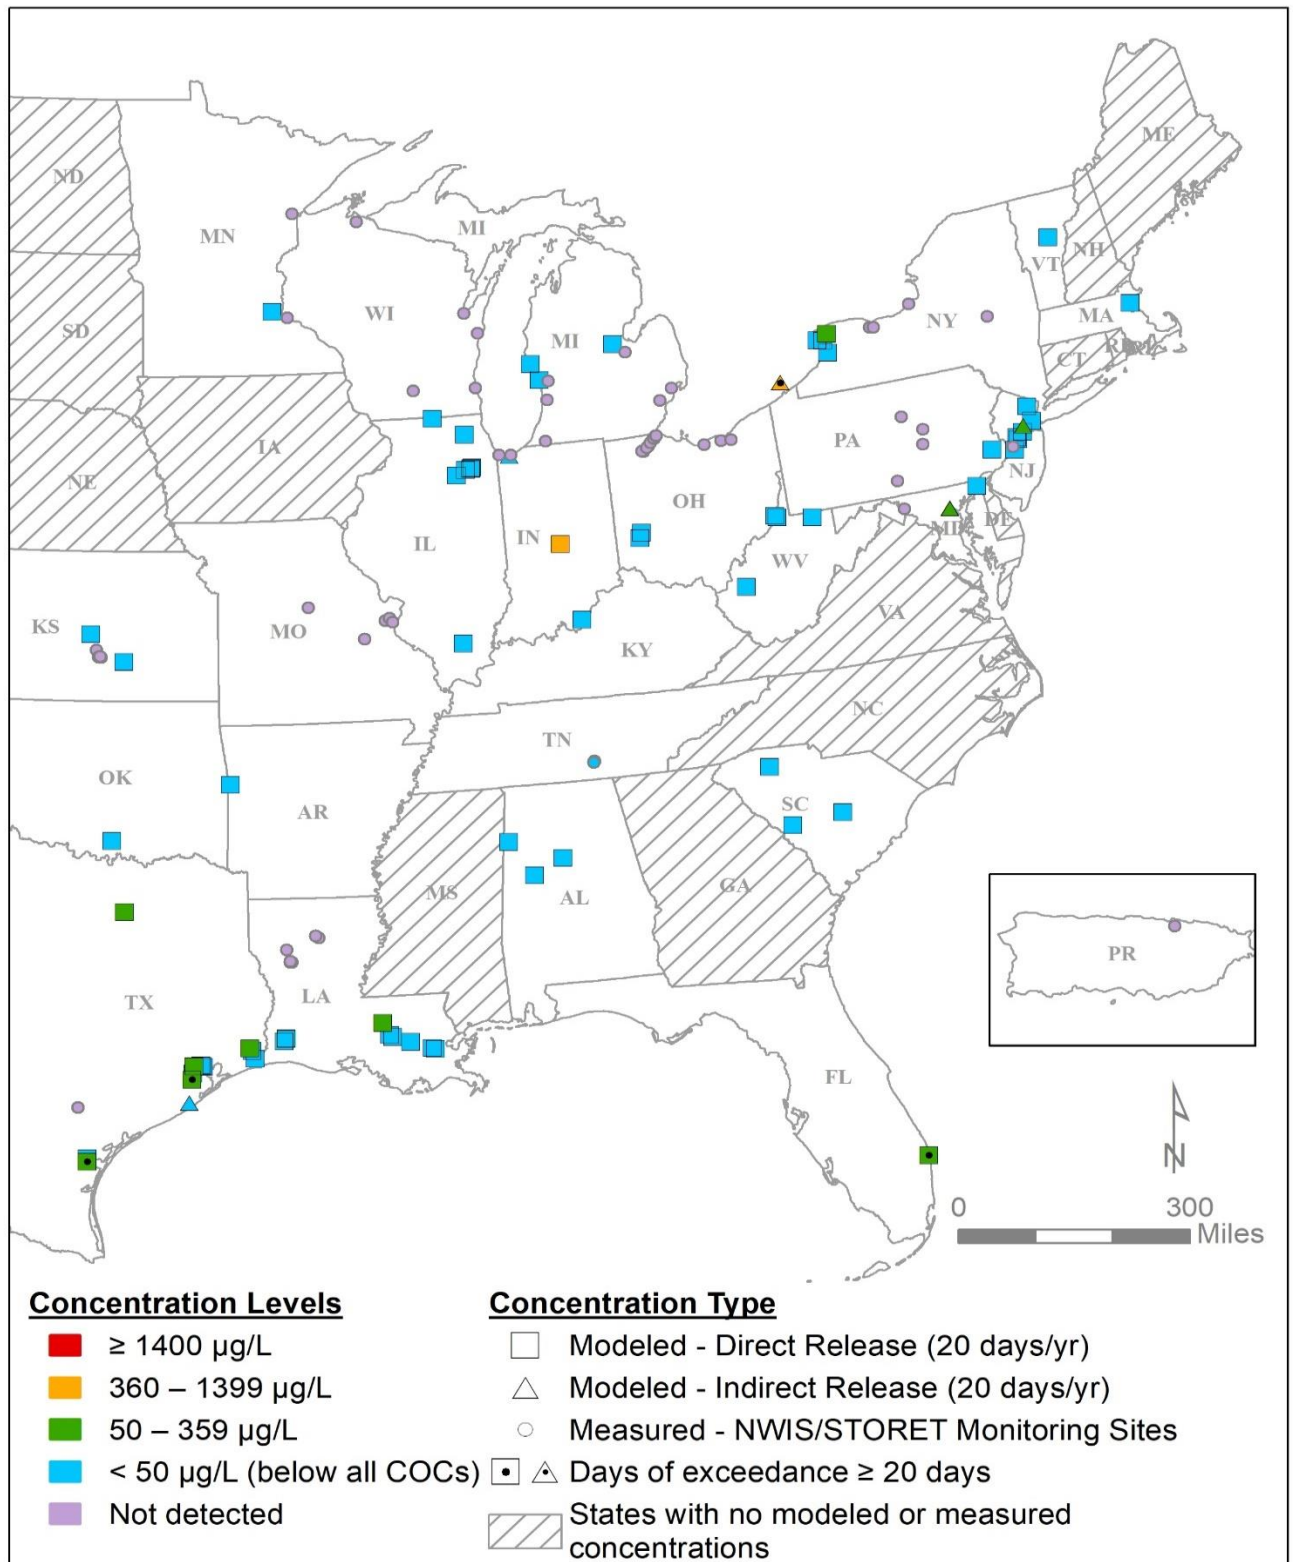 ME
ND
MN
MI
VT
NH
SD
WI
MI
NY
MA
CT
RI
IA
PA
NE
NJ
OH
IL
IN
MD
DE
WV
KS
MO
KY
VA
NC
TN
OK
AR
SC
MS
AL
GA
PR
TX
LA
FL
N
0 300
Miles
Concentration Levels
≥ 1400 µg/L
360 – 1399 µg/L
50 – 359 µg/L
< 50 µg/L (below all COCs)
Not detected
Concentration Type
Modeled - Direct Release (20 days/yr)
Modeled - Indirect Release (20 days/yr)
Measured - NWIS/STORET Monitoring Sites
Days of exceedance ≥ 20 days
States with no modeled or measured
concentrations